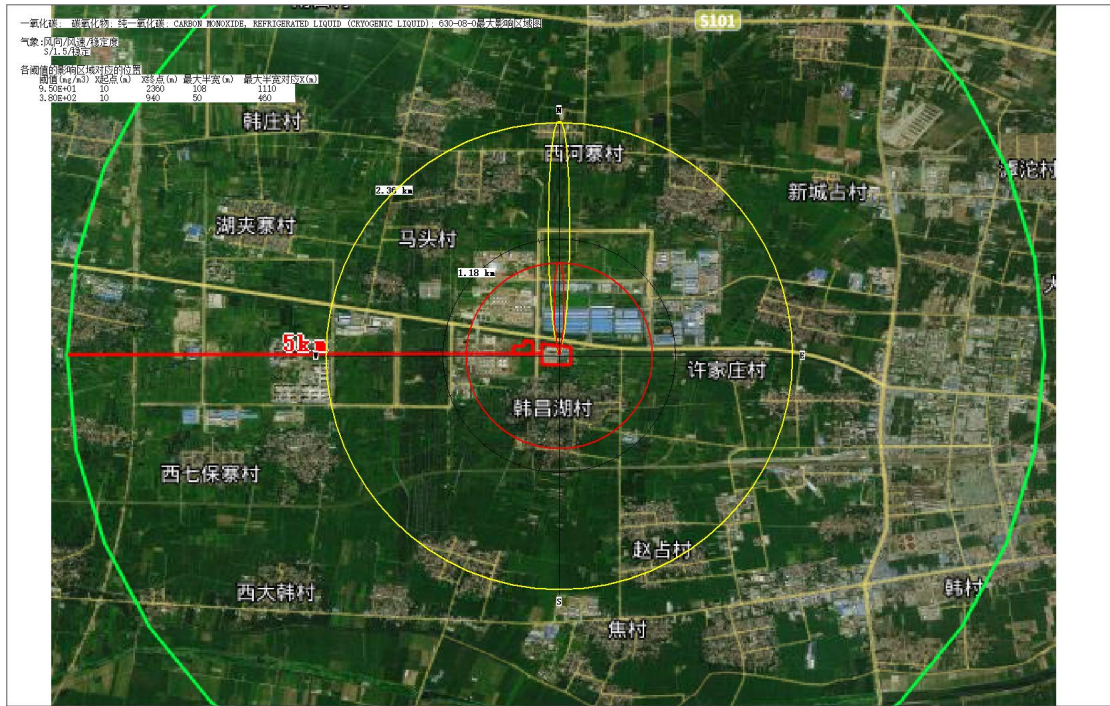 一氧化碳: 碳氧化物; 纯一氧化碳; CARBON MONOXIDE, REFRIGERATED LIQUID (CRYOGENIC LIQUID); 630-08-0最大影响区域图
S101
气象:风向/风速/稳定度
S/1.5/稳定
各阈值的影响区域对应的位置
阈值(mg/m3) X起点(m) X终点(m) 最大半宽(m) 最大半宽对应X(m)
9.50E+01 10 2360 108 1110
3.80E+02 10 940 50 460
韩庄村
N
西河寨村
2.36 km
新城占村
湖夹寨村
马头村
1.18 km
5km
E
许家庄村
韩昌湖村
西七保寨村
赵占村
西大韩村
韩村
S
焦村